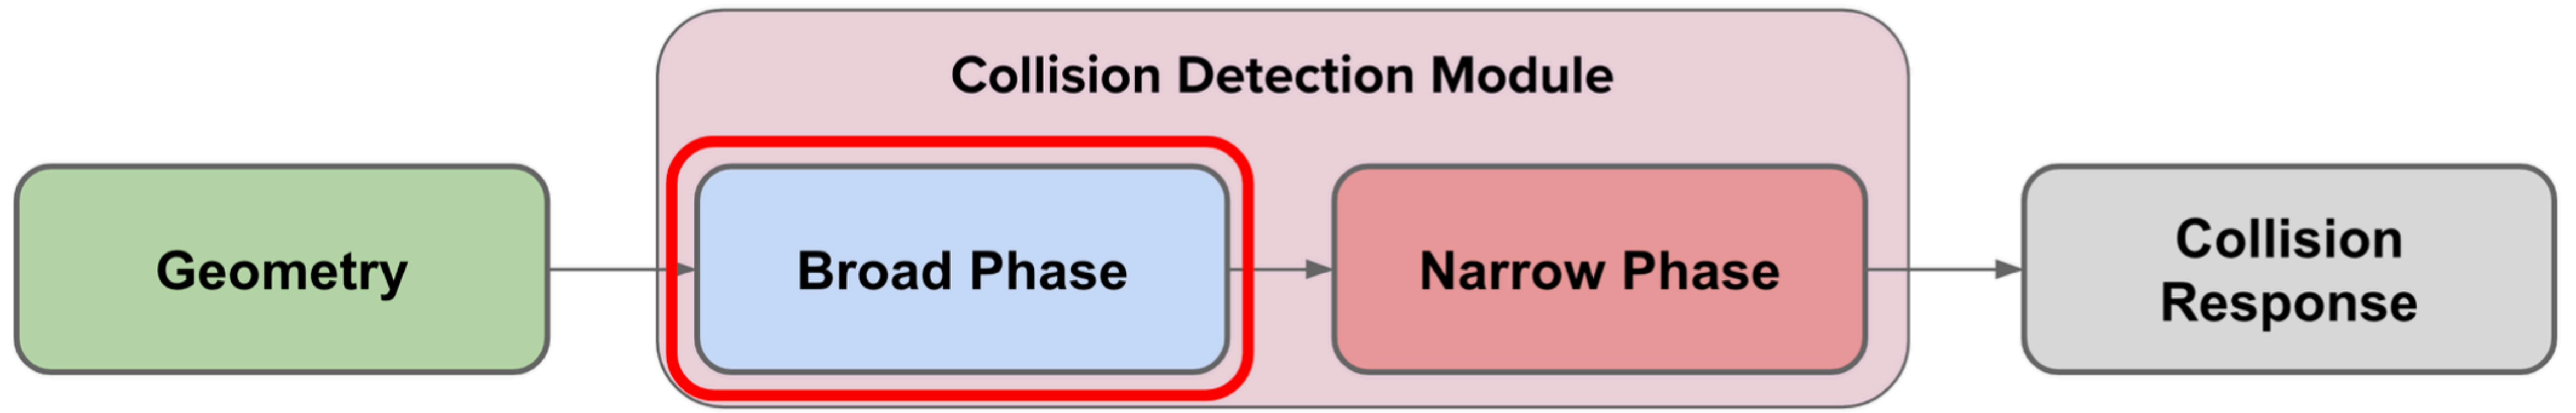 Collision Detection Module
Geometry
Broad Phase
Narrow Phase
Collision
Response